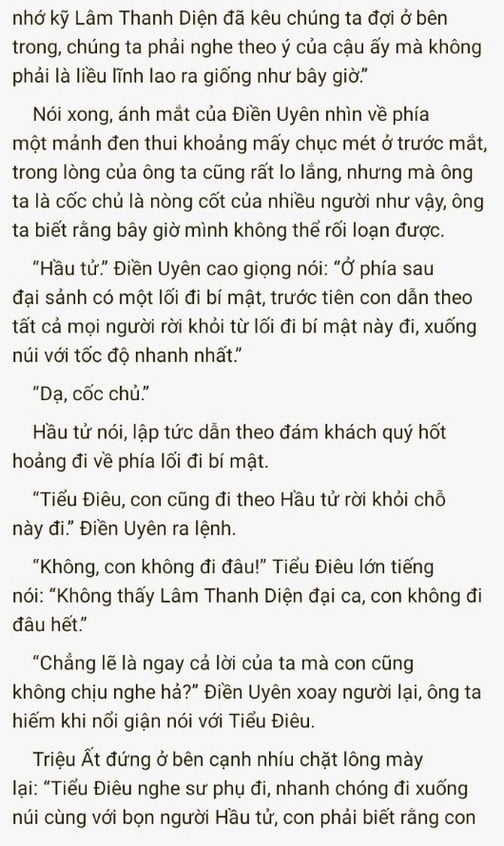 nhớ kỹ Lâm Thanh Diện đã kêu chúng ta đợi ở bên
trong, chúng ta phải nghe theo ý của cậu ấy mà không
phải là liều lĩnh lao ra giống như bây giờ.”
Nói xong, ánh mắt của Điền Uyên nhìn về phía
một mảnh đen thui khoảng mấy chục mét ở trước mắt,
trong lòng của ông ta cũng rất lo lắng, nhưng mà ông
ta là cốc chủ là nòng cốt của nhiều người như vậy, ông
ta biết rằng bây giờ mình không thể rối loạn được.
“Hầu tử.” Điền Uyên cao giọng nói: “Ở phía sau
đại sảnh có một lối đi bí mật, trước tiên con dẫn theo
tất cả mọi người rời khỏi từ lối đi bí mật này đi, xuống
núi với tốc độ nhanh nhất.”
“Dạ, cốc chủ.”
Hầu tử nói, lập tức dẫn theo đám khách quý hốt
hoảng đi về phía lối đi bí mật.
“Tiểu Điêu, con cũng đi theo Hầu tử rời khỏi chỗ
này đi.” Điền Uyên ra lệnh.
“Không, con không đi đâu!” Tiểu Điêu lớn tiếng
nói: “Không thấy Lâm Thanh Diện đại ca, con không đi
đâu hết.”
“Chẳng lẽ là ngay cả lời của ta mà con cũng
không chịu nghe hả?” Điền Uyên xoay người lại, ông ta
hiếm khi nổi giận nói với Tiểu Điêu.
Triệu Ất đứng ở bên cạnh nhíu chặt lông mày
lại: “Tiểu Điêu nghe sư phụ đi, nhanh chóng đi xuống
núi cùng với bọn người Hầu tử, con phải biết rằng con